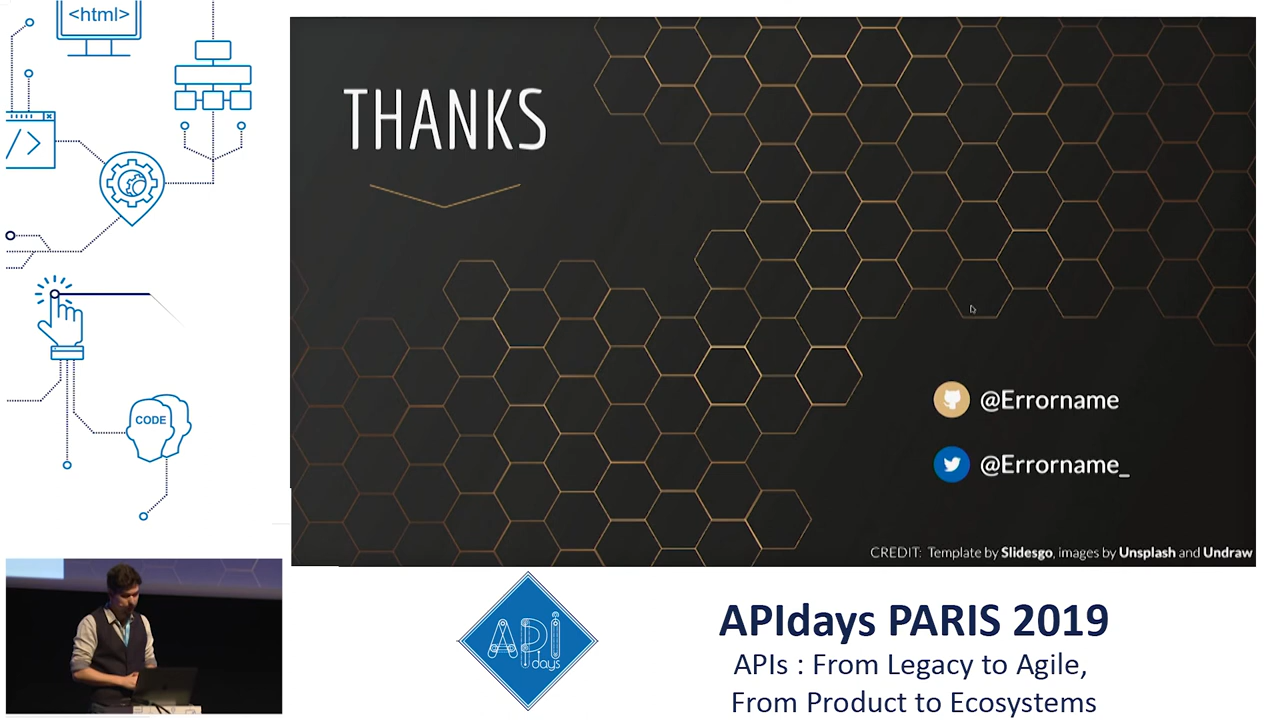 <html>
</>
CODE
THANKS
@Errorname
@Errorname_
CREDIT: Template by Slidesgo, images by Unsplash and Undraw
API
days
APIdays PARIS 2019
APIs : From Legacy to Agile,
From Product to Ecosystems